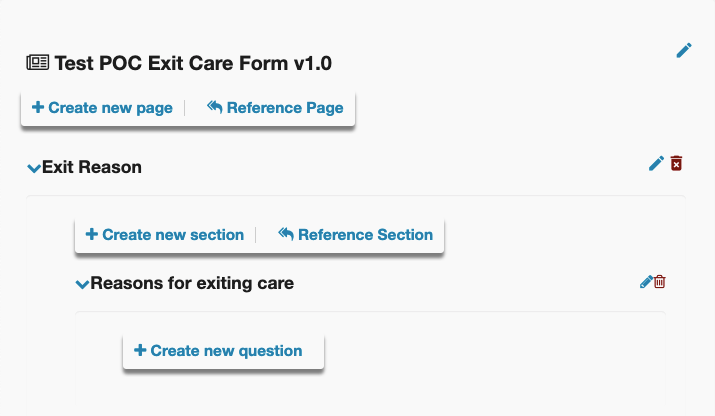 Test POC Exit Care Form v1.0
Create new page Reference Page
Exit Reason
Create new section Reference Section
Reasons for exiting care
Create new question